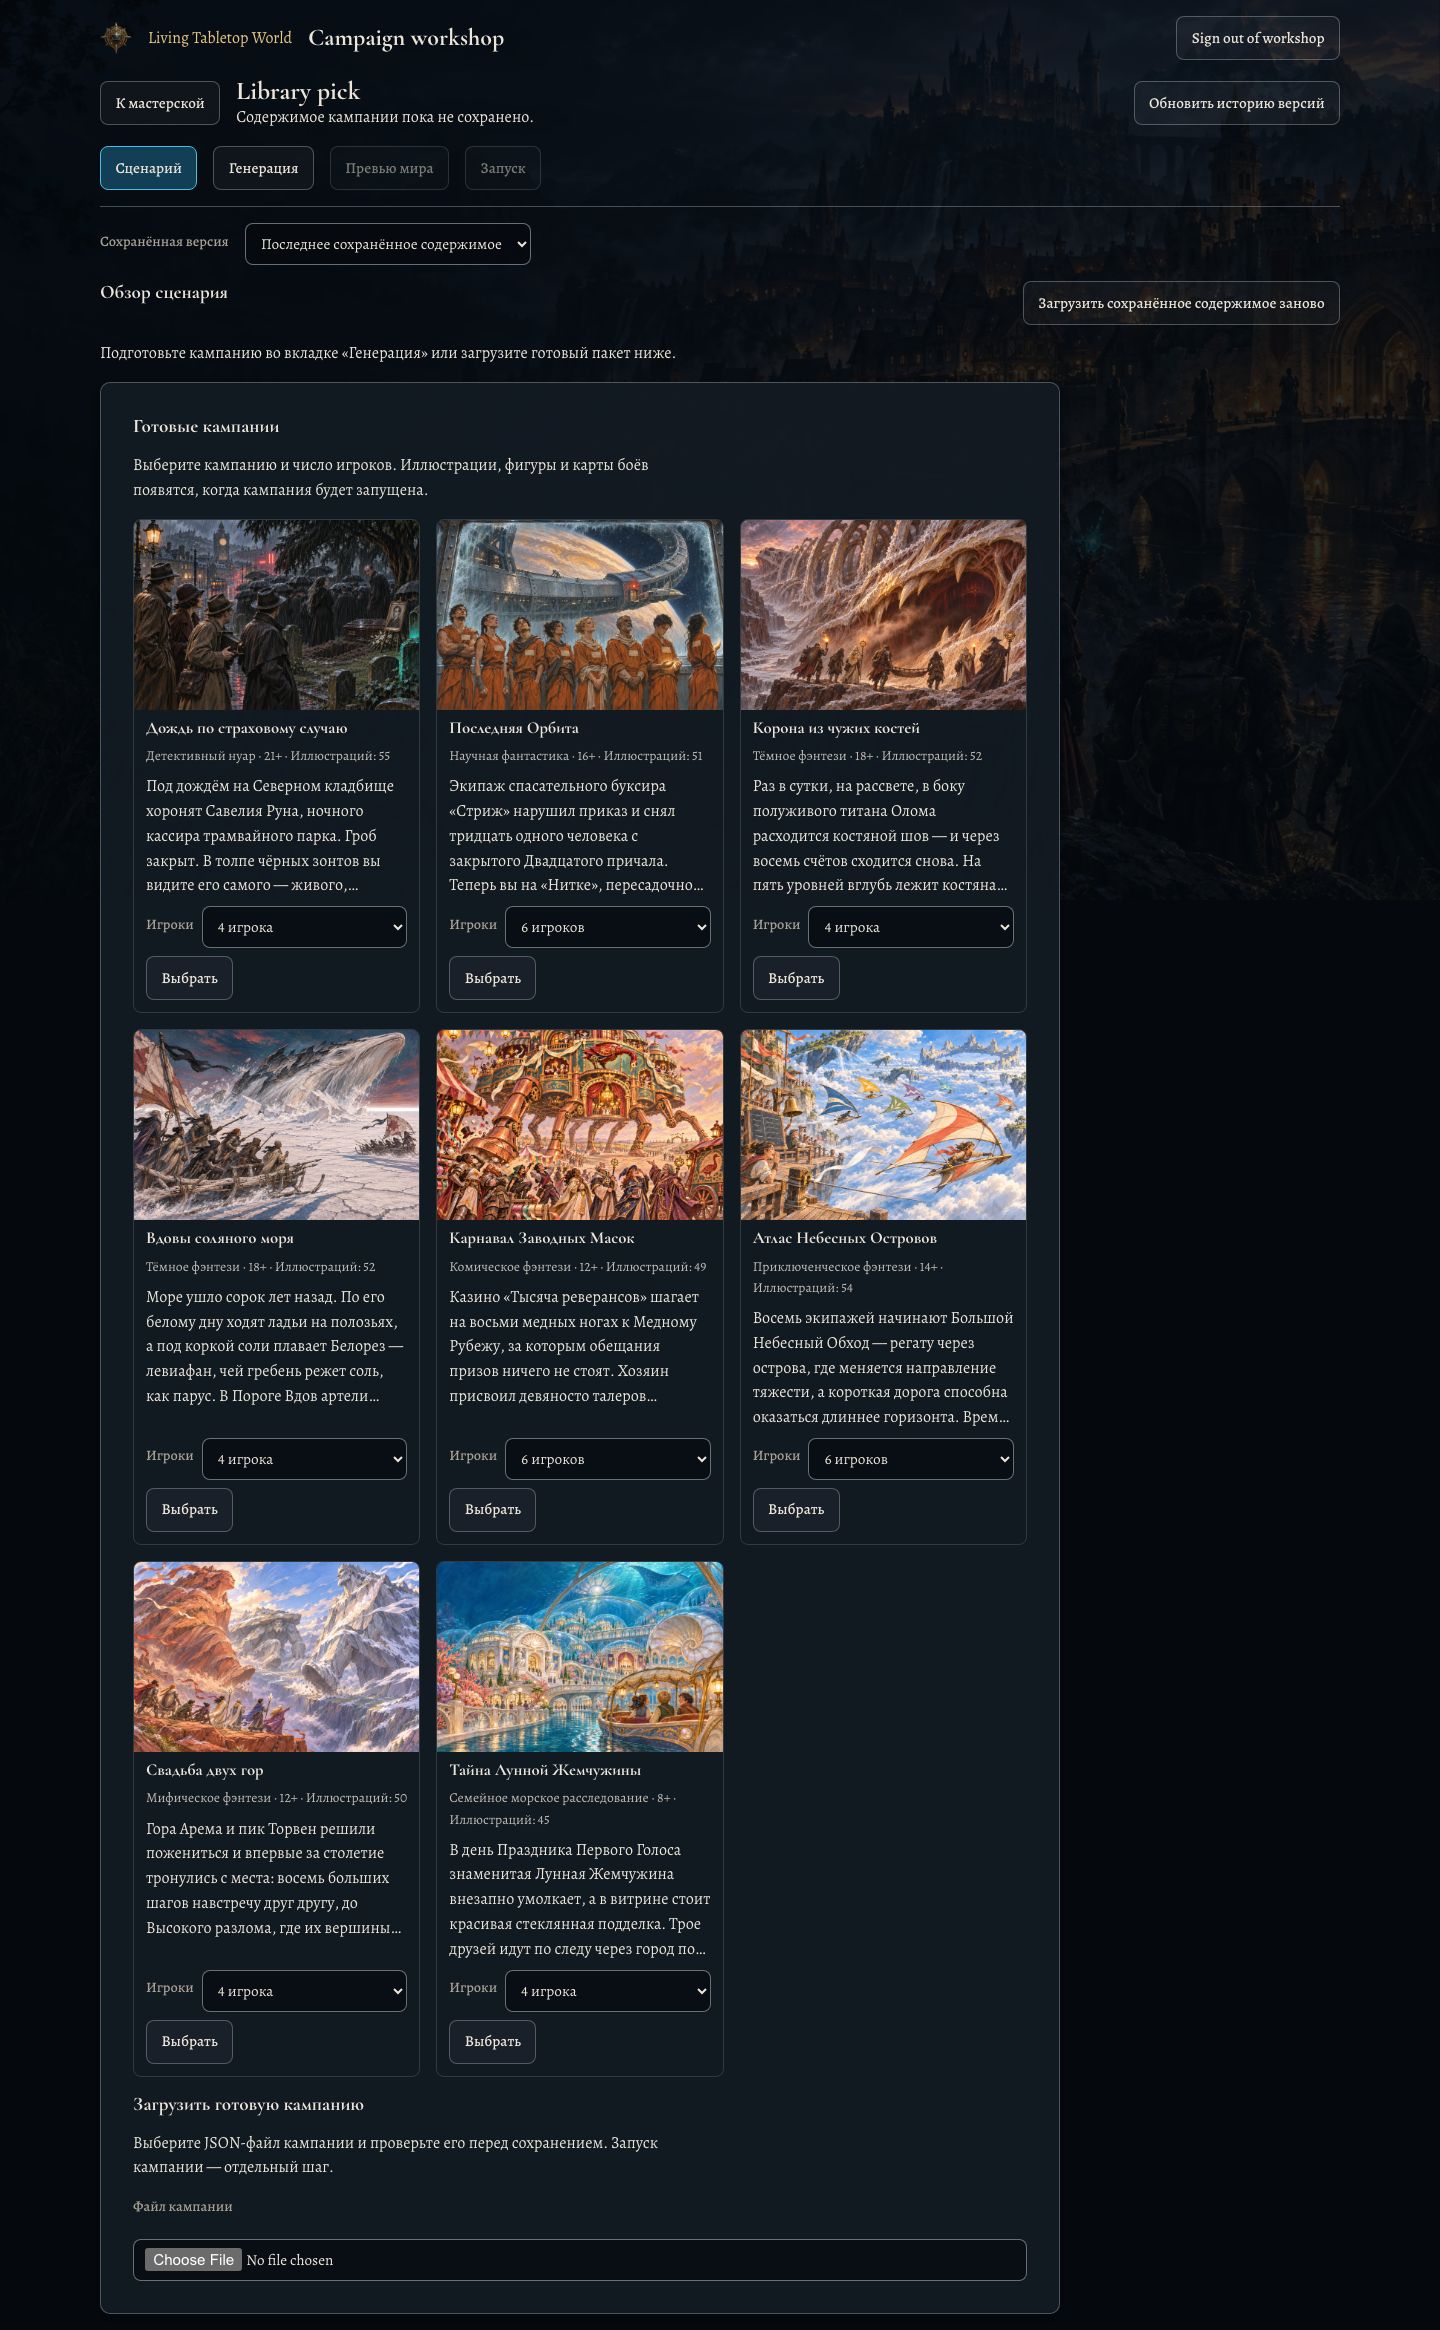 Living Tabletop World Campaign workshop Sign out of workshop
К мастерской Library pick Обновить историю версий
Содержимое кампании пока не сохранено.
Сценарий Генерация Превью мира Запуск
Сохранённая версия Последнее сохранённое содержимое
Обзор сценария Загрузить сохранённое содержимое заново
Подготовьте кампанию во вкладке «Генерация» или загрузите готовый пакет ниже.
Готовые кампании
Выберите кампанию и число игроков. Иллюстрации, фигуры и карты боёв
появятся, когда кампания будет запущена.
Дождь по страховому случаю
Детективный нуар · 21+ · Иллюстраций: 55
Под дождём на Северном кладбище
хоронят Савелия Руна, ночного
кассира трамвайного парка. Гроб
закрыт. В толпе чёрных зонтов вы
видите его самого — живого,…
Игроки 4 игрока
Выбрать
Последняя Орбита
Научная фантастика · 16+ · Иллюстраций: 51
Экипаж спасательного буксира
«Стриж» нарушил приказ и снял
тридцать одного человека с
закрытого Двадцатого причала.
Теперь вы на «Нитке», пересадочно…
Игроки 6 игроков
Выбрать
Корона из чужих костей
Тёмное фэнтези · 18+ · Иллюстраций: 52
Раз в сутки, на рассвете, в боку
полуживого титана Олома
расходится костяной шов — и через
восемь счётов сходится снова. На
пять уровней вглубь лежит костяна…
Игроки 4 игрока
Выбрать
Вдовы соляного моря
Тёмное фэнтези · 18+ · Иллюстраций: 52
Море ушло сорок лет назад. По его
белому дну ходят ладьи на полозьях,
а под коркой соли плавает Белорез —
левиафан, чей гребень режет соль,
как парус. В Пороге Вдов артели…
Игроки 4 игрока
Выбрать
Карнавал Заводных Масок
Комическое фэнтези · 12+ · Иллюстраций: 49
Казино «Тысяча реверансов» шагает
на восьми медных ногах к Медному
Рубежу, за которым обещания
призов ничего не стоят. Хозяин
присвоил девяносто талеров…
Игроки 6 игроков
Выбрать
Атлас Небесных Островов
Приключенческое фэнтези · 14+ ·
Иллюстраций: 54
Восемь экипажей начинают Большой
Небесный Обход — регату через
острова, где меняется направление
тяжести, а короткая дорога способна
оказаться длиннее горизонта. Врем…
Игроки 6 игроков
Выбрать
Свадьба двух гор
Мифическое фэнтези · 12+ · Иллюстраций: 50
Гора Арема и пик Торвен решили
пожениться и впервые за столетие
тронулись с места: восемь больших
шагов навстречу друг другу, до
Высокого разлома, где их вершины…
Игроки 4 игрока
Выбрать
Тайна Лунной Жемчужины
Семейное морское расследование · 8+ ·
Иллюстраций: 45
В день Праздника Первого Голоса
знаменитая Лунная Жемчужина
внезапно умолкает, а в витрине стоит
красивая стеклянная подделка. Трое
друзей идут по следу через город по…
Игроки 4 игрока
Выбрать
Загрузить готовую кампанию
Выберите JSON-файл кампании и проверьте его перед сохранением. Запуск
кампании — отдельный шаг.
Файл кампании
Choose File No file chosen